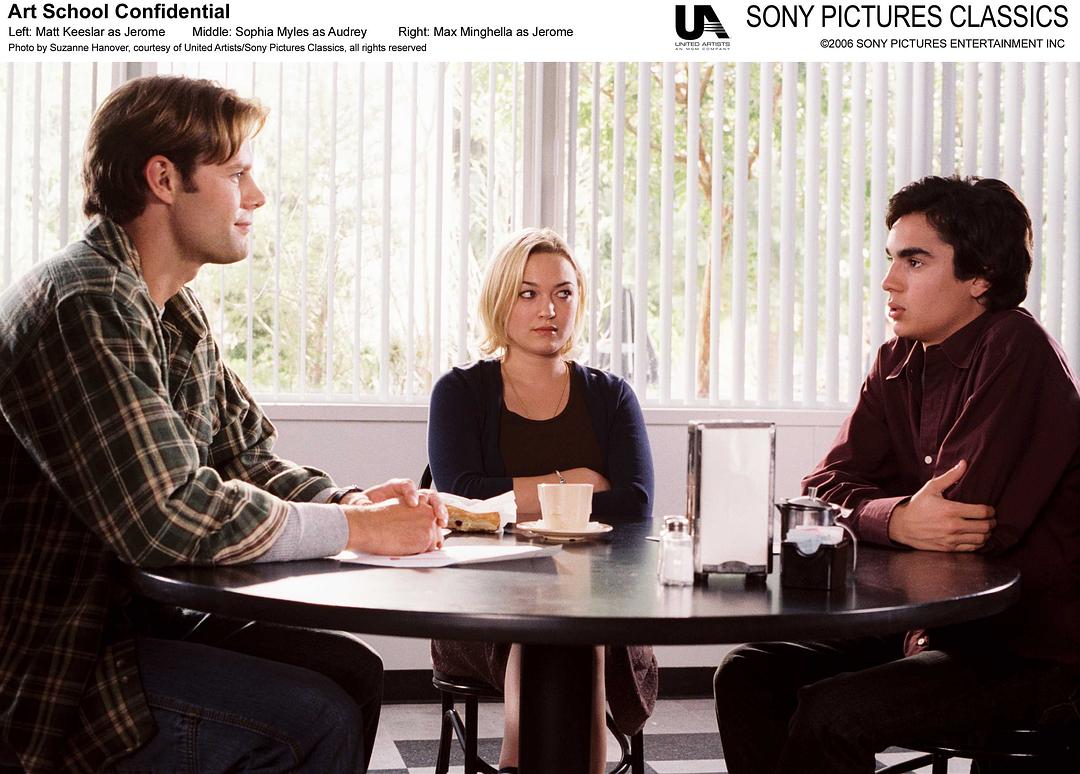 Art School Confidential
Left: Matt Keeslar as Jerome Middle: Sophia Myles as Audrey Right: Max Minghella as Jerome
Photo by Suzanne Hanover, courtesy of United Artists/Sony Pictures Classics, all rights reserved
UA
UNITED ARTISTS
AN MGM COMPANY
SONY PICTURES CLASSICS
©2006 SONY PICTURES ENTERTAINMENT INC